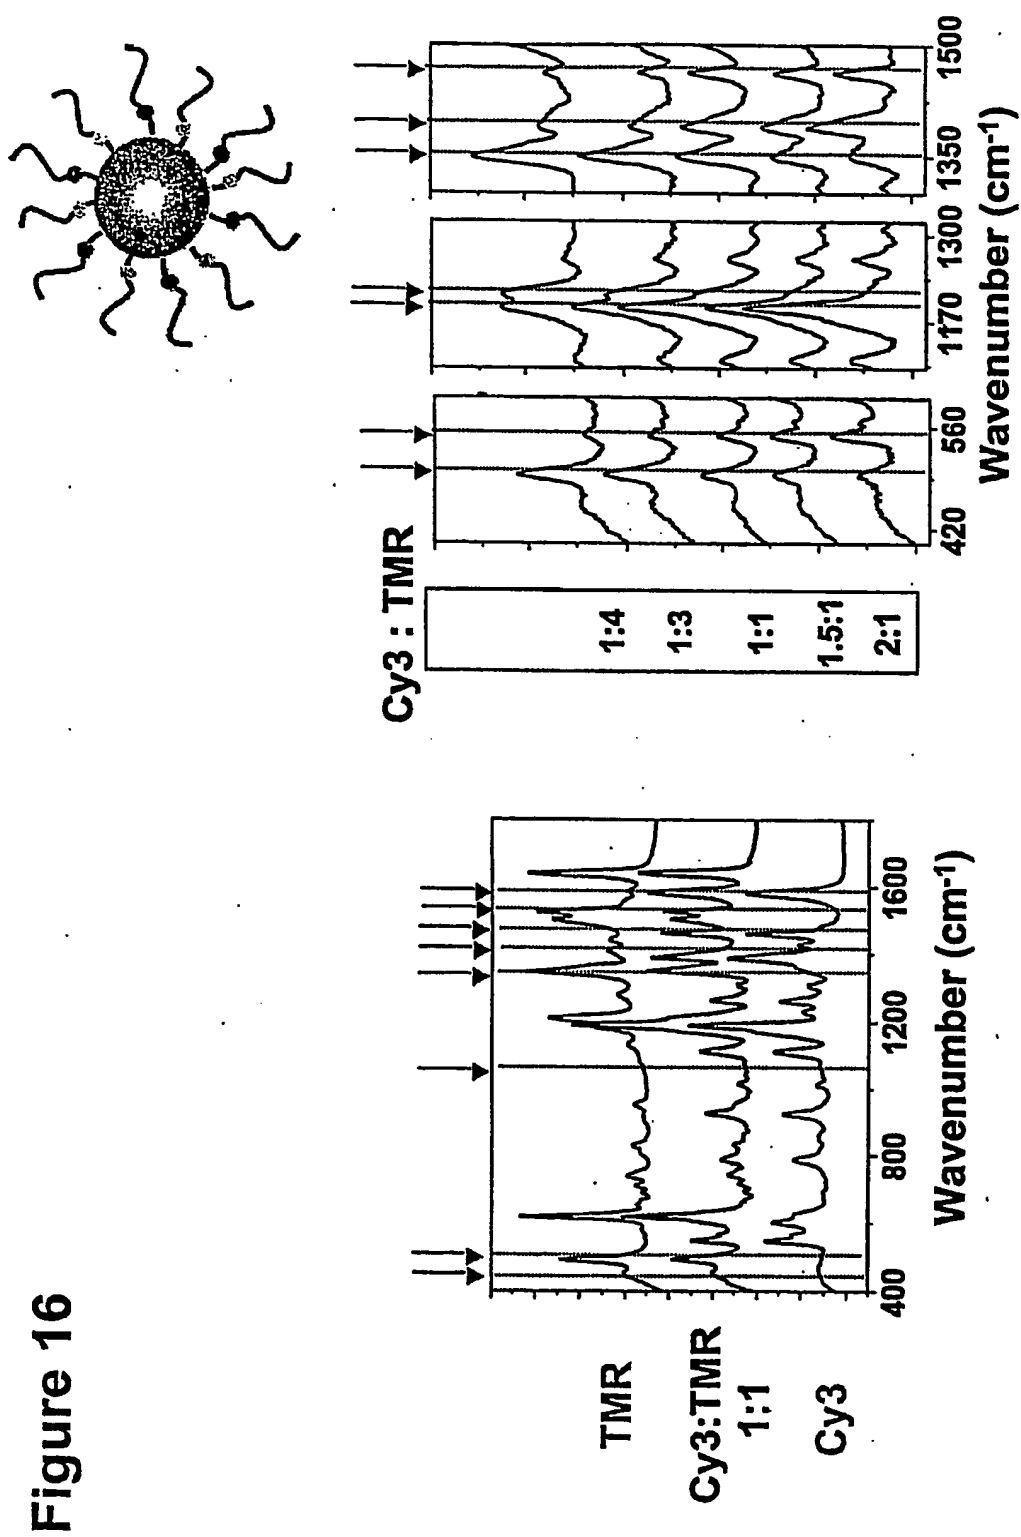 Figure 16
TMR
Cy3:TMR
1:1
Cy3
400 800 1200 1600
Wavenumber (cm-1)
Cy3 : TMR
1:4
1:3
1:1
1.5:1
2:1
420 560 1170 1300 1350 1500
Wavenumber (cm-1)